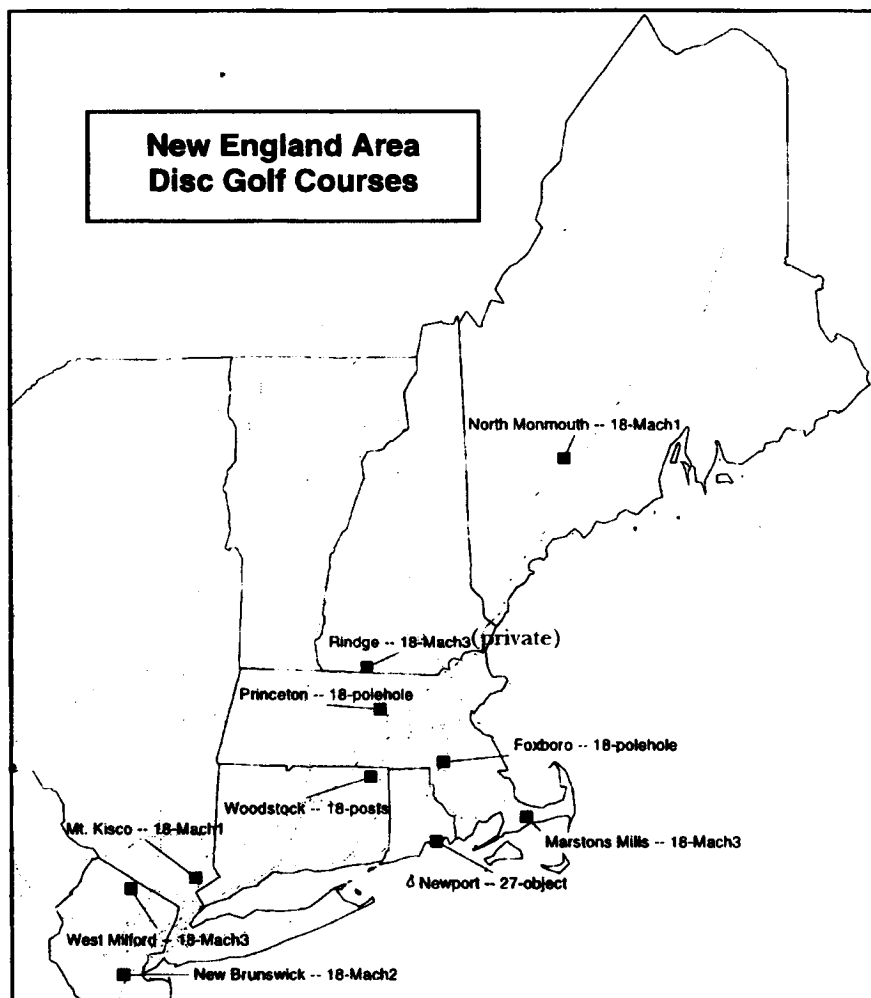 New England Area
Disc Golf Courses
North Monmouth -- 18-Mach1
Rindge -- 18-Mach3 (private)
Princeton -- 18-polehole
Foxboro -- 18-polehole
Woodstock -- 18-posts
Mt. Kisco -- 18-Mach1
Marstons Mills -- 18-Mach3
Newport -- 27-object
West Milford -- 18-Mach3
New Brunswick -- 18-Mach2